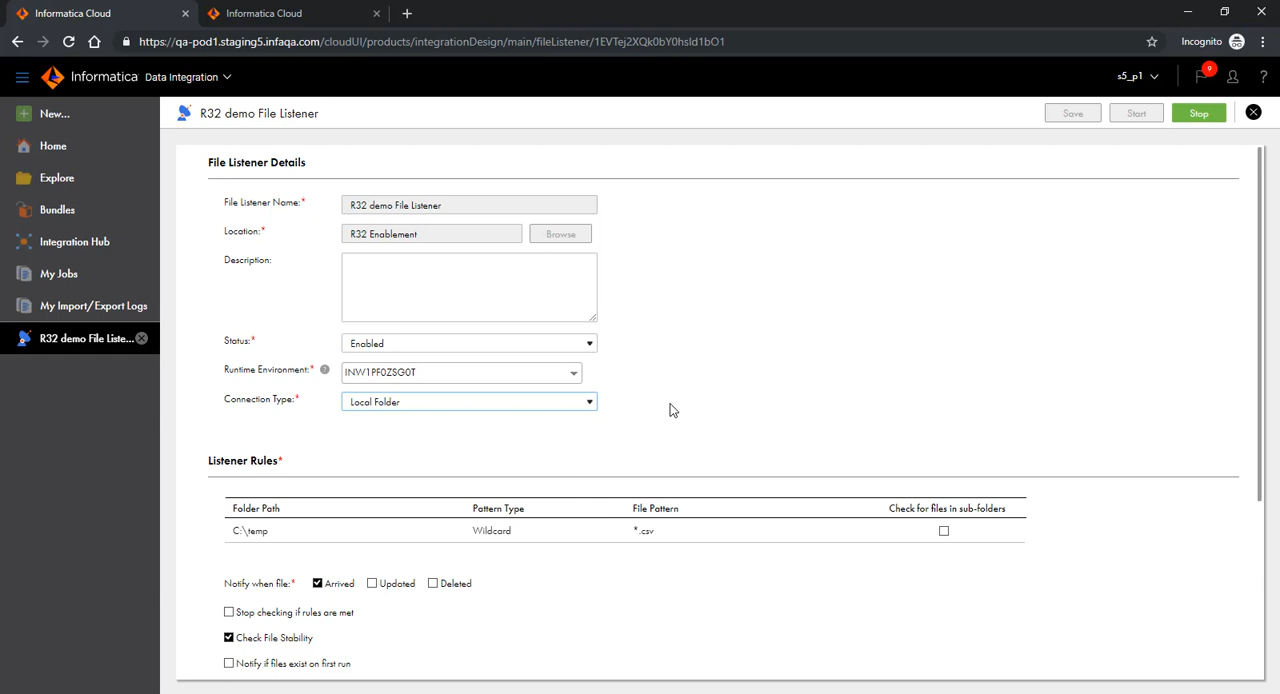 Informatica Cloud
Informatica Cloud
https://qa-pod1.staging5.infaqa.com/cloudUI/products/integrationDesign/main/fileListener/1EVTej2XQk0bY0hsld1bO1
Incognito
Informatica Data Integration
s5_p1
9
?
New...
Home
Explore
Bundles
Integration Hub
My Jobs
My Import/Export Logs
R32 demo File Liste...
R32 demo File Listener
Save
Start
Stop
File Listener Details
File Listener Name:* R32 demo File Listener
Location:* R32 Enablement Browse
Description:
Status:* Enabled
Runtime Environment:* ? INW1PF0ZSG0T
Connection Type:* Local Folder
Listener Rules*
Folder Path Pattern Type File Pattern Check for files in sub-folders
C:\temp Wildcard *.csv
Notify when file:* Arrived Updated Deleted
Stop checking if rules are met
Check File Stability
Notify if files exist on first run